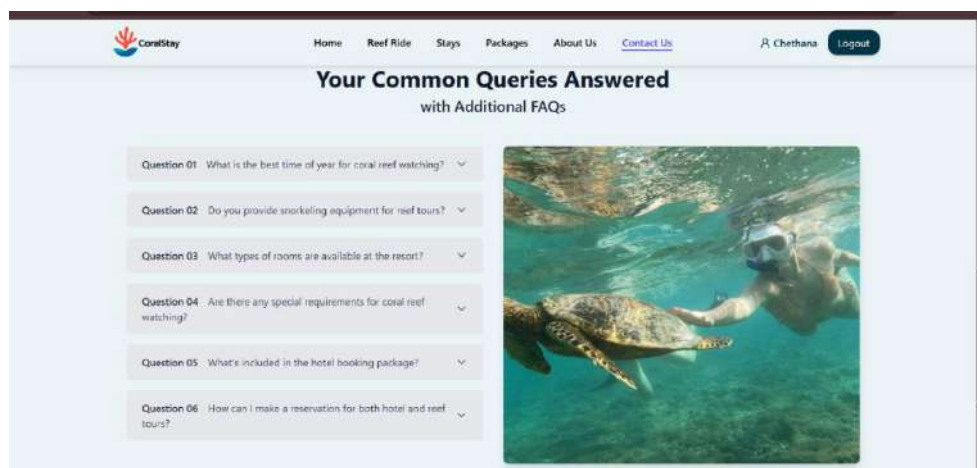 CoralStay
Home Reef Ride Stays Packages About Us Contact Us
Chethana Logout
Your Common Queries Answered
with Additional FAQs
Question 01 What is the best time of year for coral reef watching?
Question 02 Do you provide snorkeling equipment for reef tours?
Question 03 What types of rooms are available at the resort?
Question 04 Are there any special requirements for coral reef
watching?
Question 05 What's included in the hotel booking package?
Question 06 How can I make a reservation for both hotel and reef
tours?